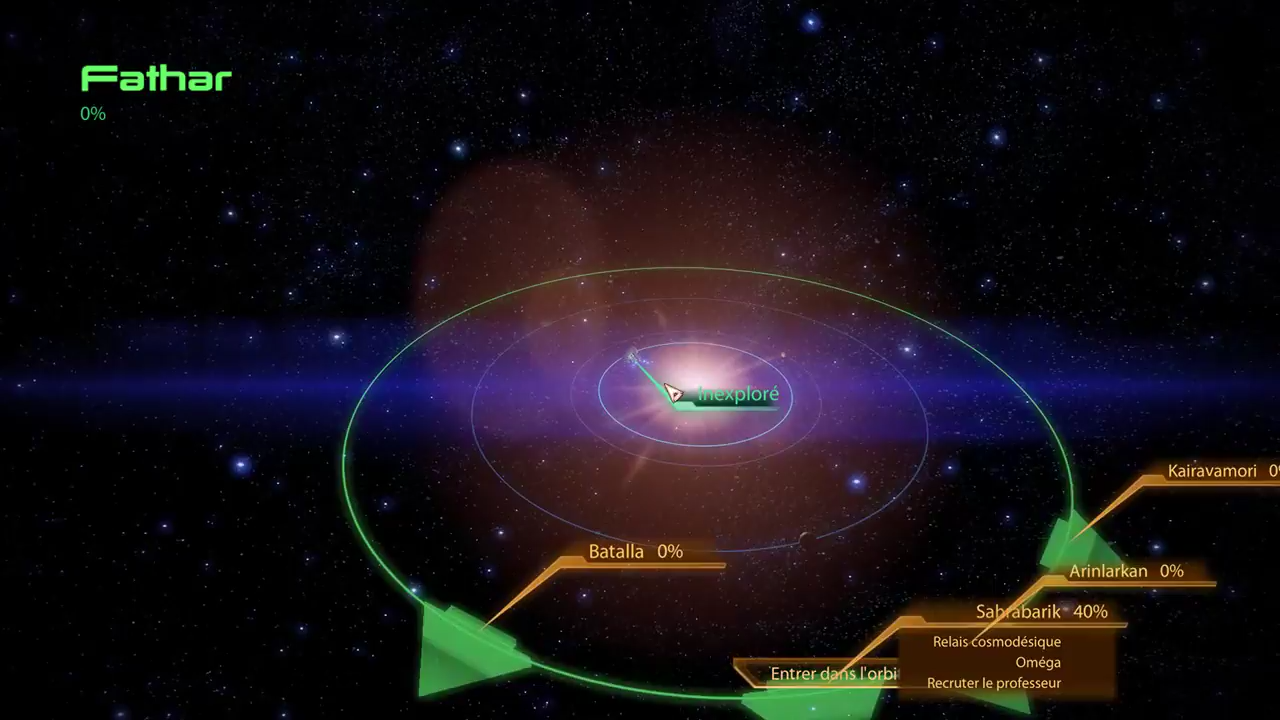 Fathar
0%
Inexploré
Kairavamori 0%
Batalla 0%
Arinlarkan 0%
Sahrabarik 40%
Relais cosmodésique
Oméga
Entrer dans l'orbi
Recruter le professeur